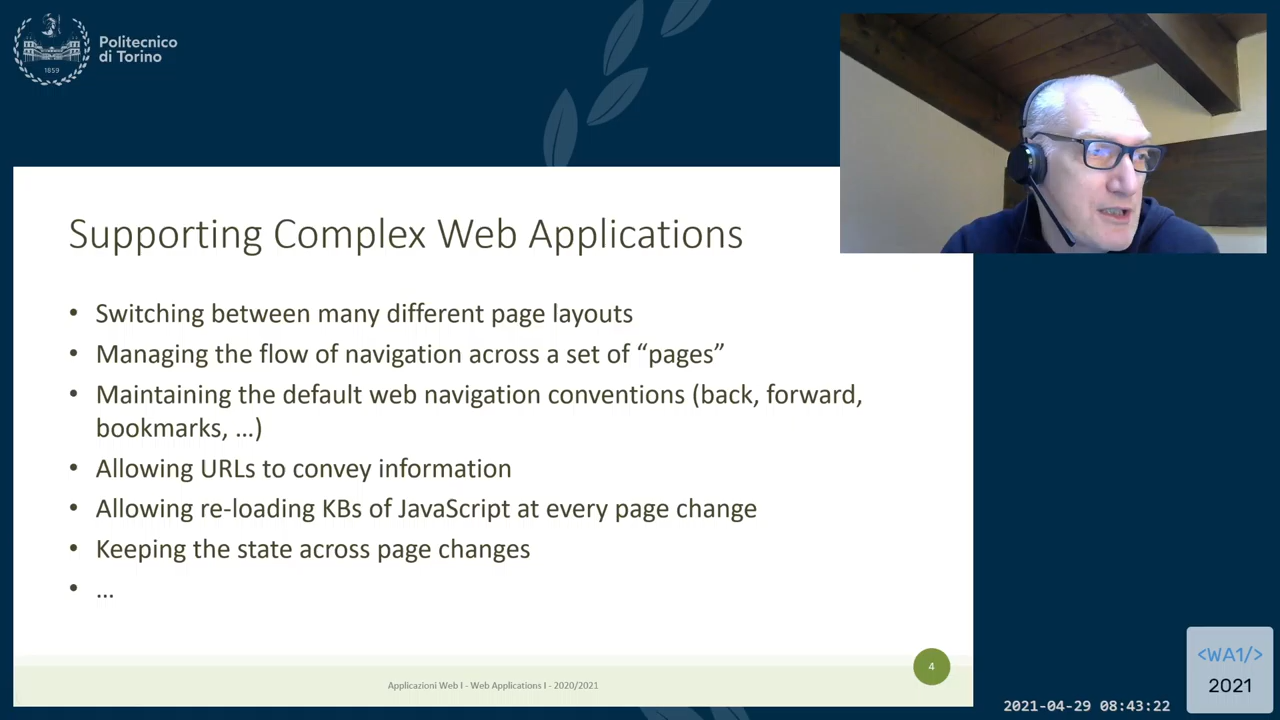 Politecnico
di Torino
1859
Supporting Complex Web Applications
• Switching between many different page layouts
• Managing the flow of navigation across a set of “pages”
• Maintaining the default web navigation conventions (back, forward,
bookmarks, …)
• Allowing URLs to convey information
• Allowing re-loading KBs of JavaScript at every page change
• Keeping the state across page changes
• …
4
Applicazioni Web I - Web Applications I - 2020/2021
<WA1/>
2021
2021-04-29 08:43:22